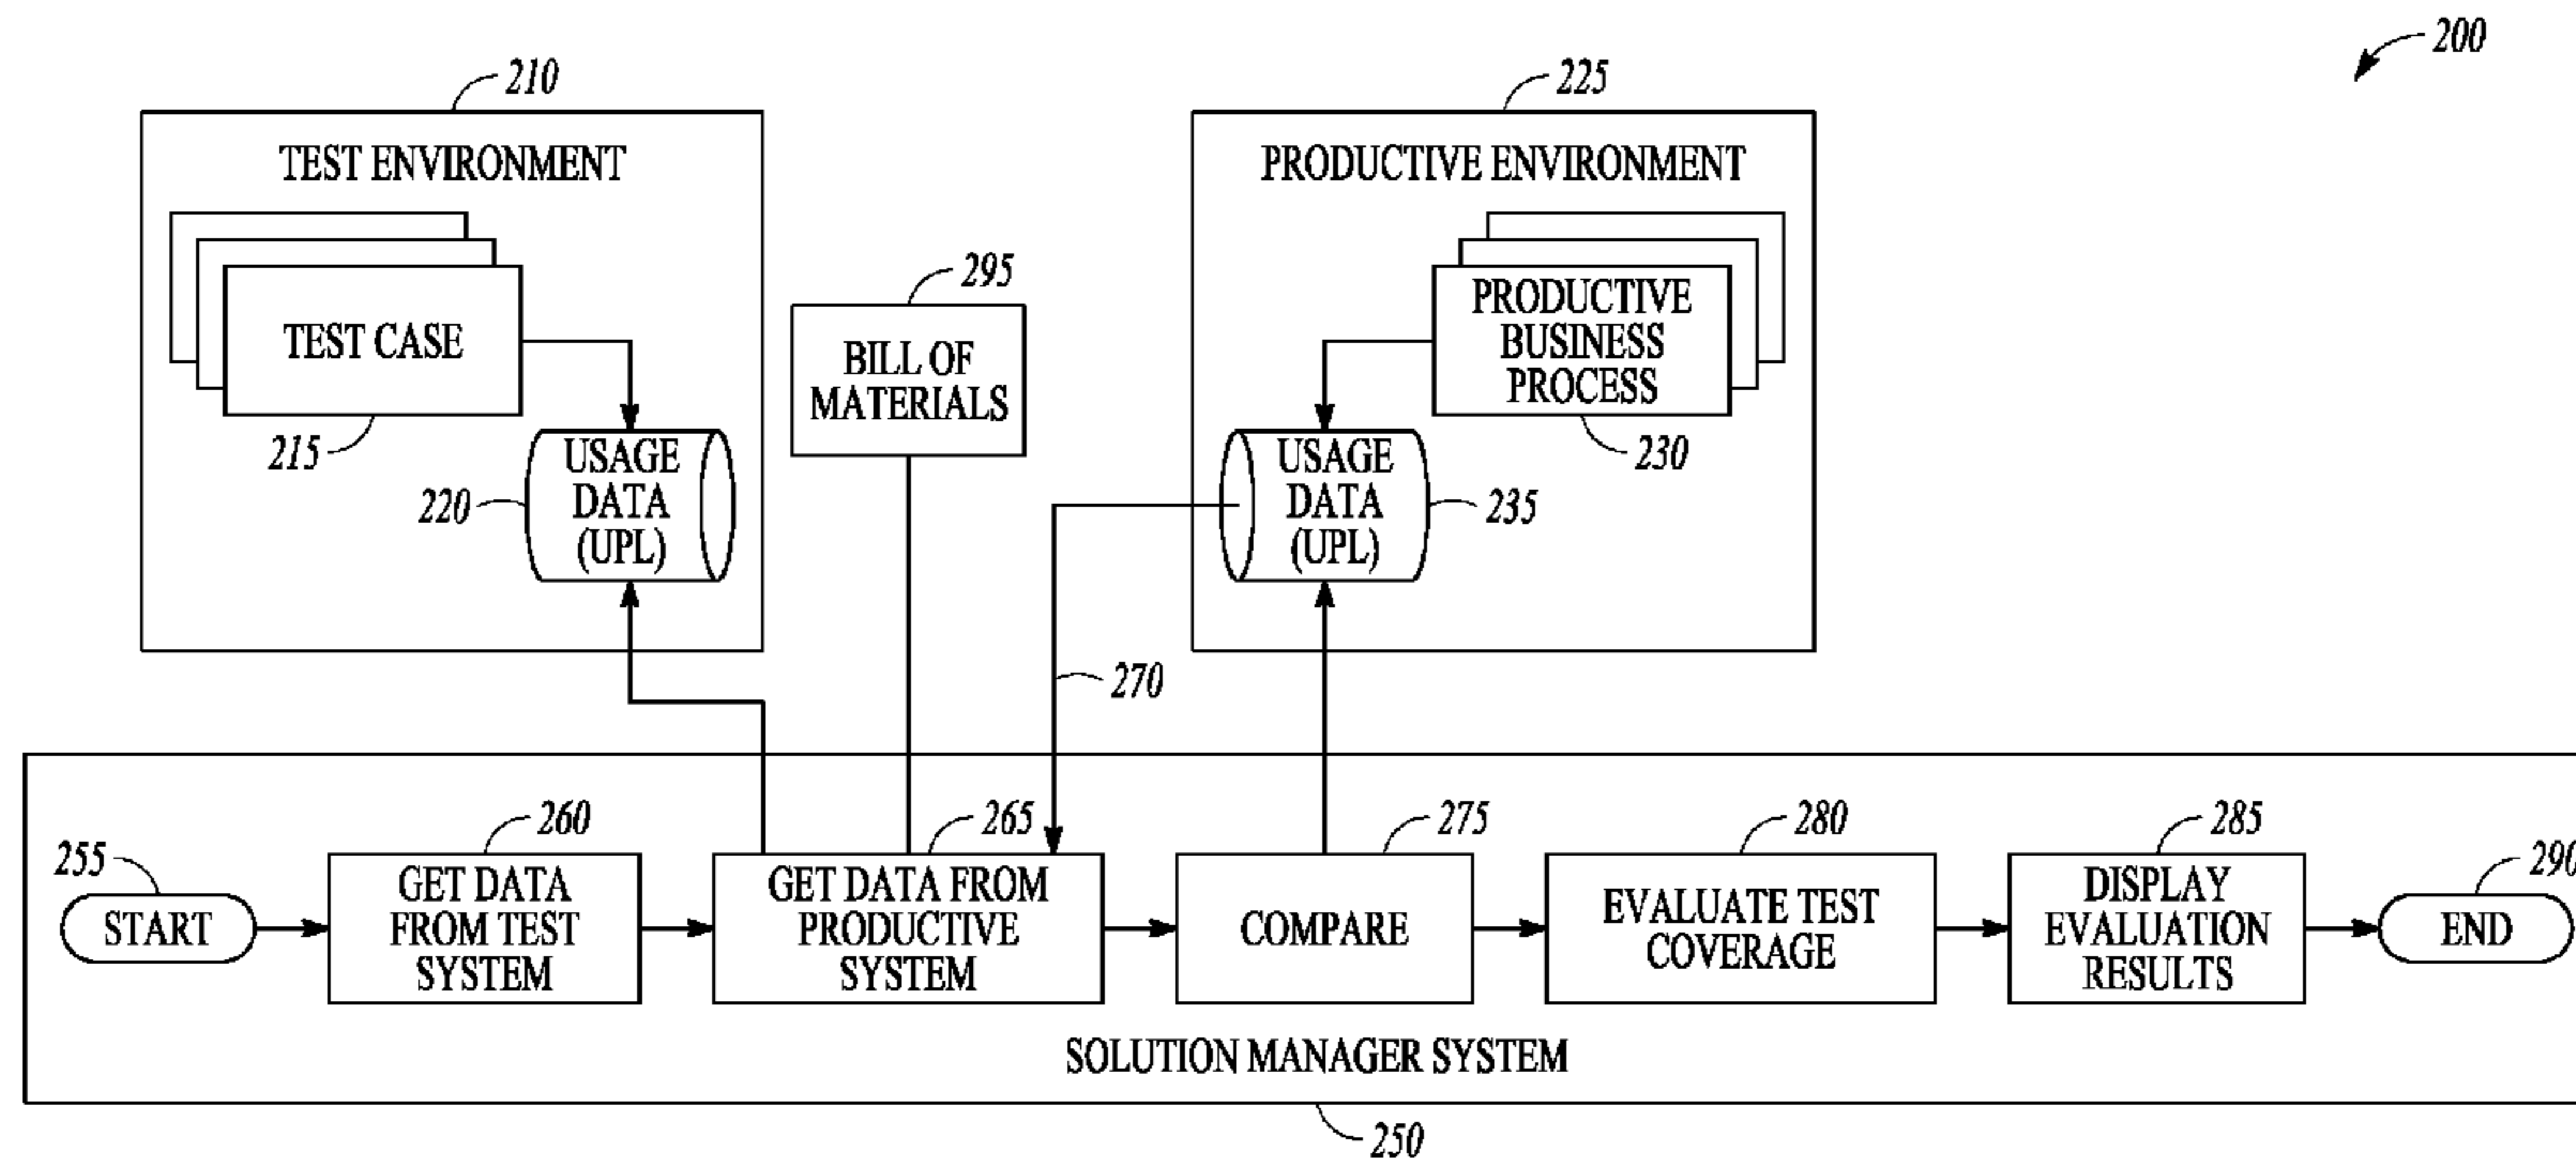 200
210
225
TEST ENVIRONMENT
PRODUCTIVE ENVIRONMENT
295
TEST CASE
BILL OF
MATERIALS
PRODUCTIVE
BUSINESS
PROCESS
215
230
USAGE
DATA
(UPL)
220
USAGE
DATA
(UPL)
235
270
255
260
265
275
280
285
290
START
GET DATA
FROM TEST
SYSTEM
GET DATA FROM
PRODUCTIVE
SYSTEM
COMPARE
EVALUATE TEST
COVERAGE
DISPLAY
EVALUATION
RESULTS
END
SOLUTION MANAGER SYSTEM
250